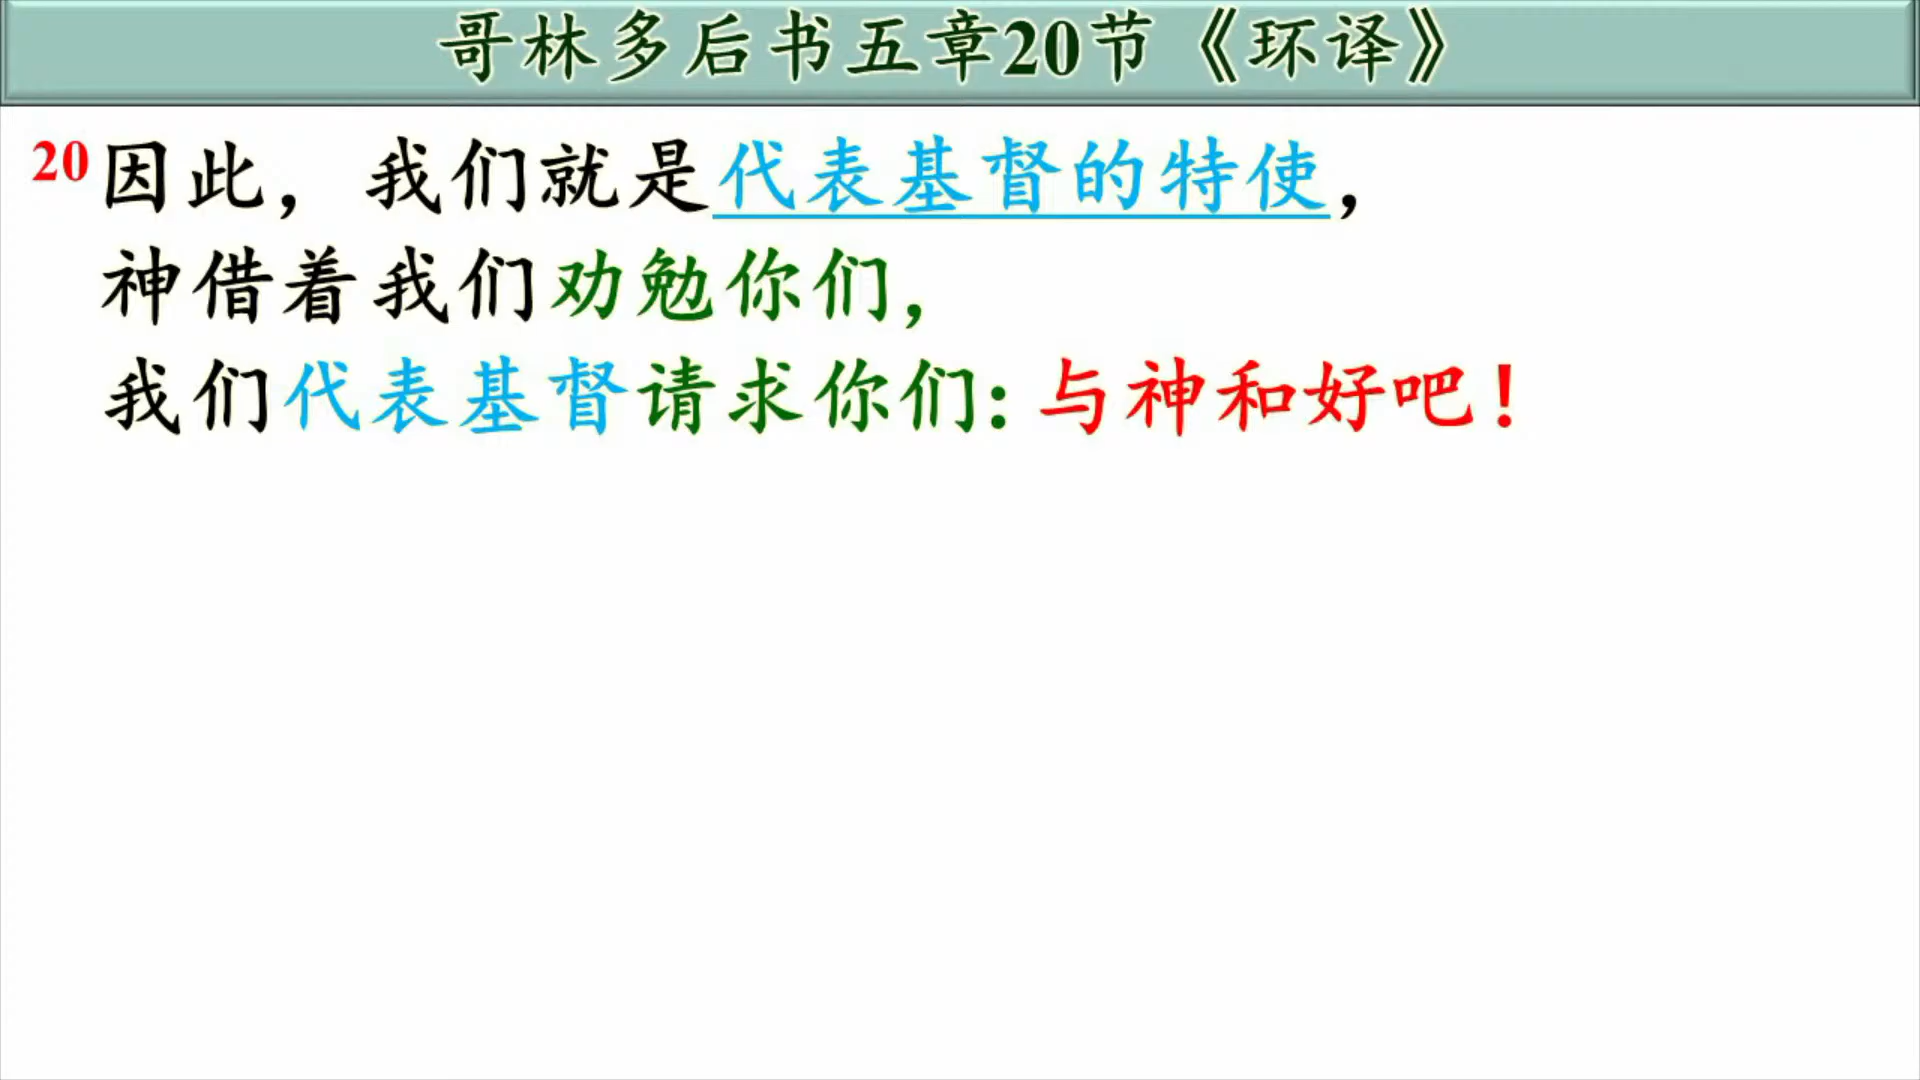 哥林多后书五章20节《环译》
20因此，我们就是代表基督的特使，
神借着我们劝勉你们，
我们代表基督请求你们：与神和好吧！